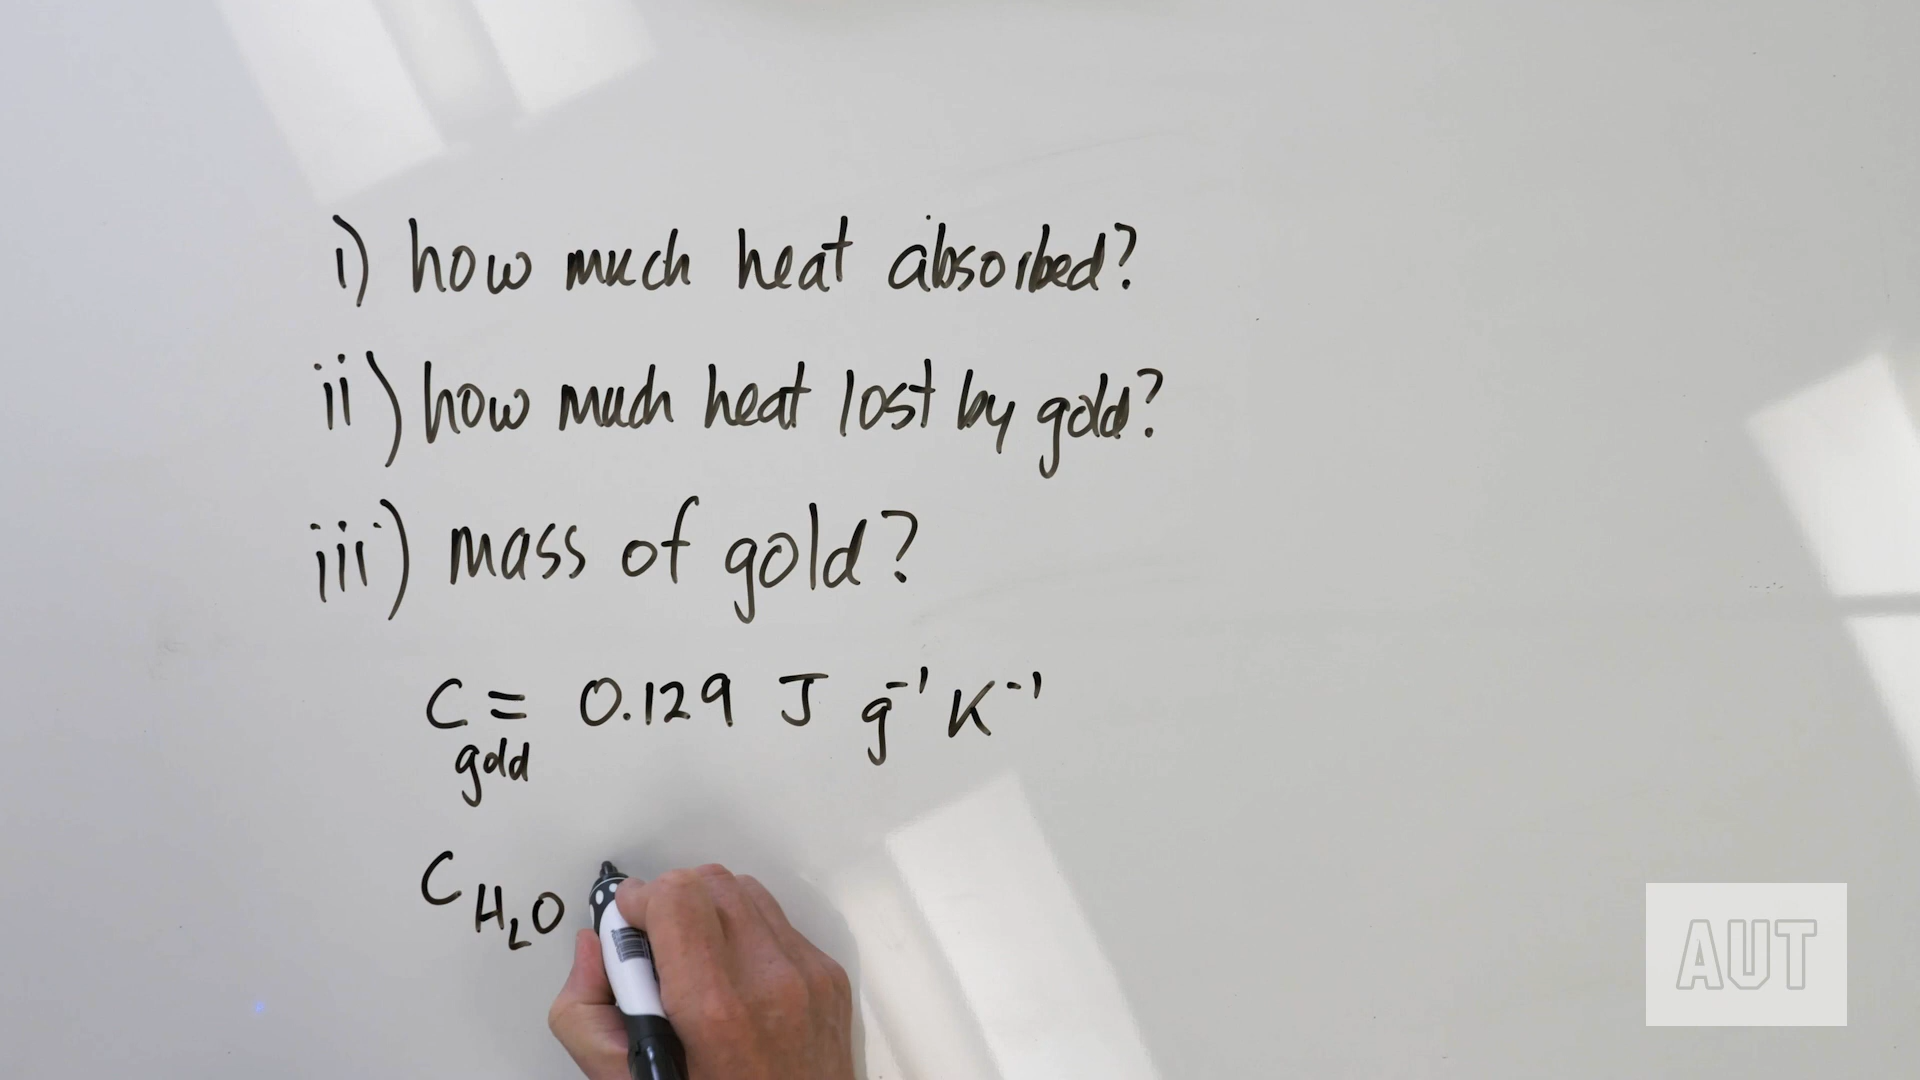 i) how much heat absorbed?
ii) how much heat lost by gold?
iii) mass of gold?
C = 0.129 J g⁻¹ K⁻¹
gold
C H₂O
AUT